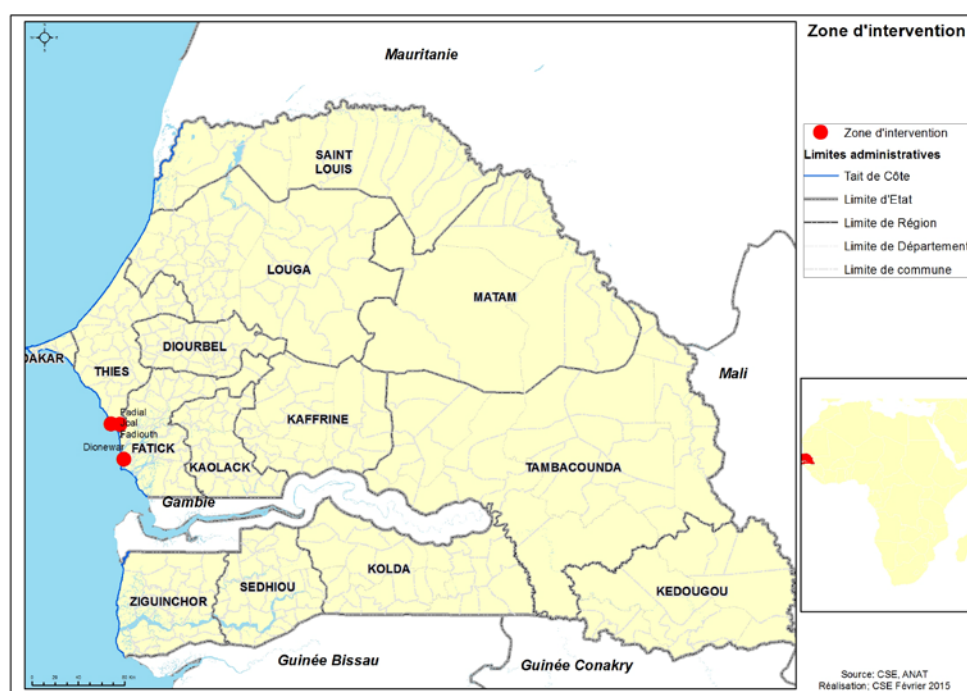 Zone d'intervention
Zone d'intervention
Limites administratives
Tait de Côte
Limite d'Etat
Limite de Région
Limite de Département
Limite de commune
Mauritanie
SAINT
LOUIS
LOUGA
MATAM
DIOURBEL
DAKAR
THIES
Mali
Fadial
Joal
Fadiouth
KAFFRINE
Dionewar
FATICK
KAOLACK
TAMBACOUNDA
Gambie
KOLDA
SEDHIOU
ZIGUINCHOR
KEDOUGOU
Guinée Bissau
Guinée Conakry
Source: CSE, ANAT
Réalisation; CSE Février 2015